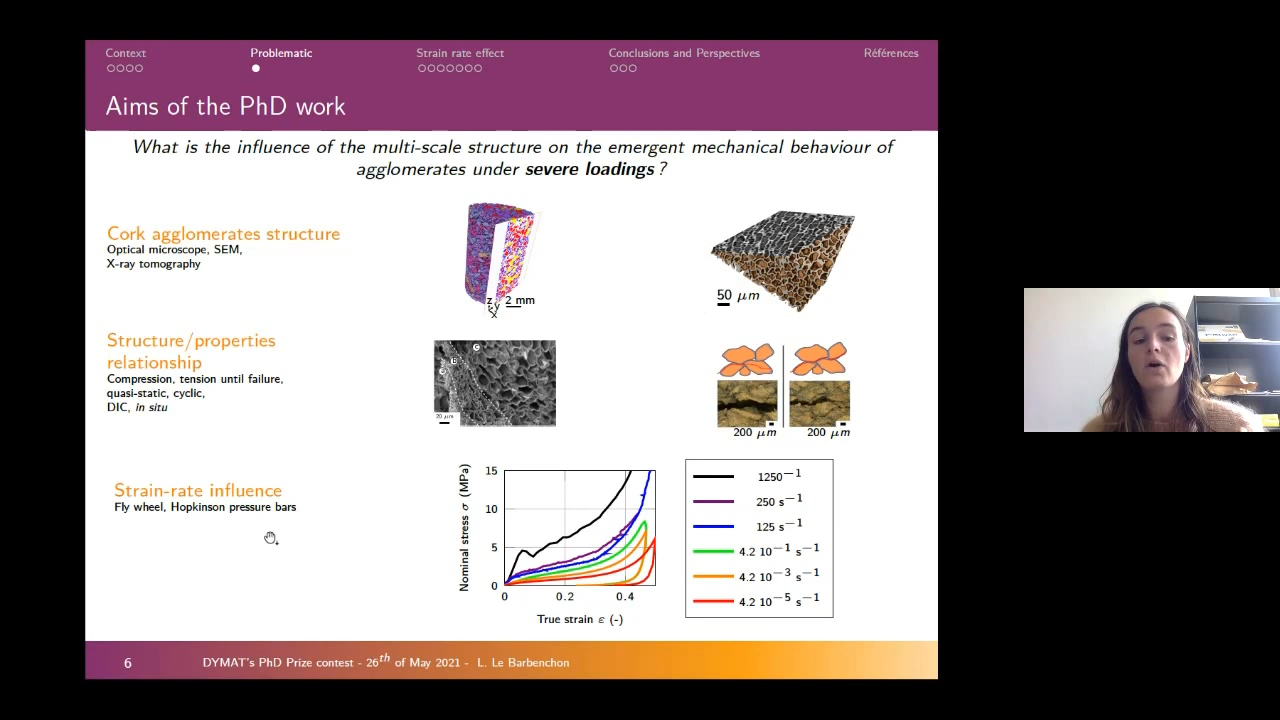 Context Problematic Strain rate effect Conclusions and Perspectives Références
Aims of the PhD work
What is the influence of the multi-scale structure on the emergent mechanical behaviour of
agglomerates under severe loadings ?
Cork agglomerates structure
Optical microscope, SEM,
X-ray tomography
z
y
x
2 mm
50 μm
Structure/properties
relationship
Compression, tension until failure,
quasi-static, cyclic,
DIC, in situ
20 μm
200 μm 200 μm
Strain-rate influence
Fly wheel, Hopkinson pressure bars
Nominal stress σ (MPa)
15
10
5
0
0 0.2 0.4
True strain ε (-)
1250⁻¹
250 s⁻¹
125 s⁻¹
4.2 10⁻¹ s⁻¹
4.2 10⁻³ s⁻¹
4.2 10⁻⁵ s⁻¹
6 DYMAT's PhD Prize contest - 26th of May 2021 - L. Le Barbenchon